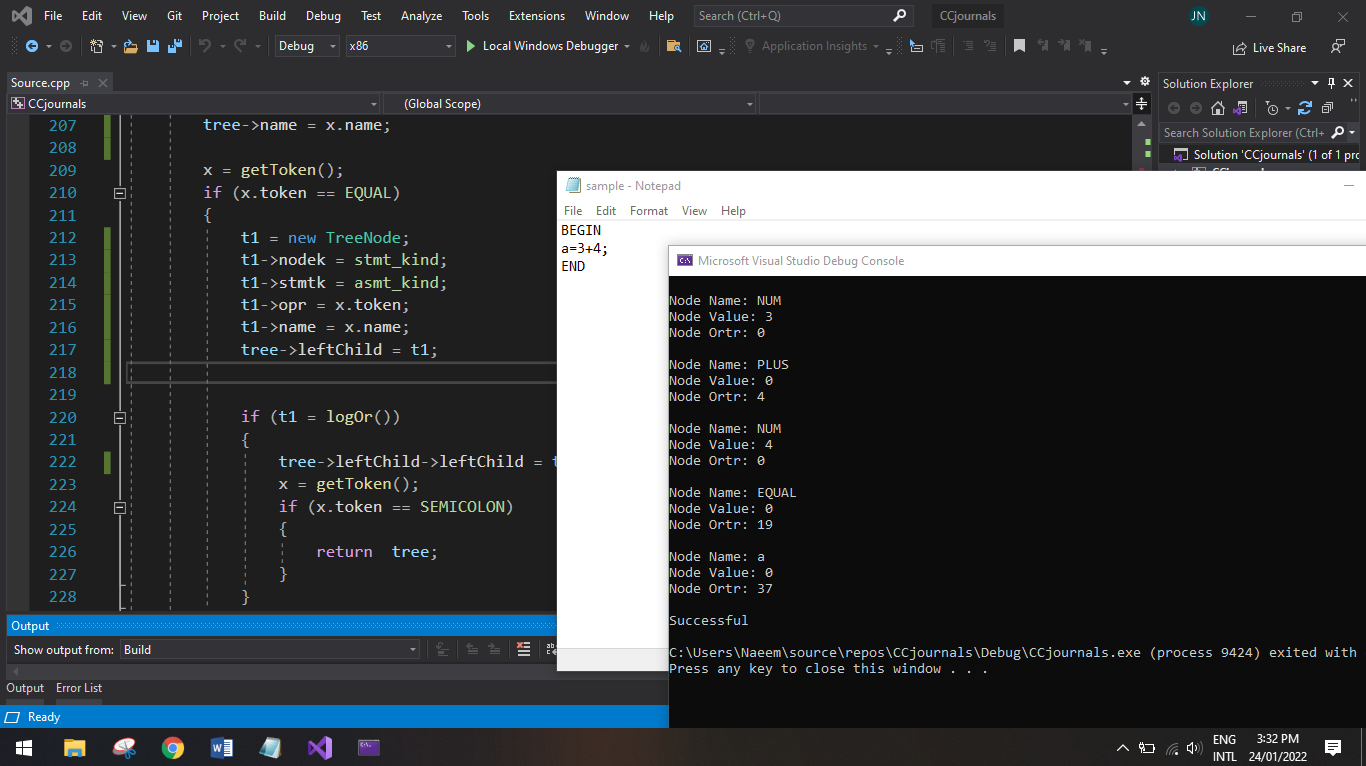 File Edit View Git Project Build Debug Test Analyze Tools Extensions Window Help Search (Ctrl+Q) CCjournals JN
Debug x86 Local Windows Debugger Application Insights Live Share
Source.cpp
CCjournals (Global Scope)
207 tree->name = x.name;
208
209 x = getToken();
210 if (x.token == EQUAL)
211 {
212 t1 = new TreeNode;
213 t1->nodek = stmt_kind;
214 t1->stmtk = asmt_kind;
215 t1->opr = x.token;
216 t1->name = x.name;
217 tree->leftChild = t1;
218
219
220 if (t1 = logOr())
221 {
222 tree->leftChild->leftChild =
223 x = getToken();
224 if (x.token == SEMICOLON)
225 {
226 return tree;
227 }
228 }
Solution Explorer
Search Solution Explorer (Ctrl+
Solution 'CCjournals' (1 of 1 pro
sample - Notepad
File Edit Format View Help
BEGIN
a=3+4;
END
Microsoft Visual Studio Debug Console
Node Name: NUM
Node Value: 3
Node Ortr: 0
Node Name: PLUS
Node Value: 0
Node Ortr: 4
Node Name: NUM
Node Value: 4
Node Ortr: 0
Node Name: EQUAL
Node Value: 0
Node Ortr: 19
Node Name: a
Node Value: 0
Node Ortr: 37
Successful
C:\Users\Naeem\source\repos\CCjournals\Debug\CCjournals.exe (process 9424) exited with
Press any key to close this window . . .
Output
Show output from: Build
Output Error List
Ready
ENG
INTL
3:32 PM
24/01/2022